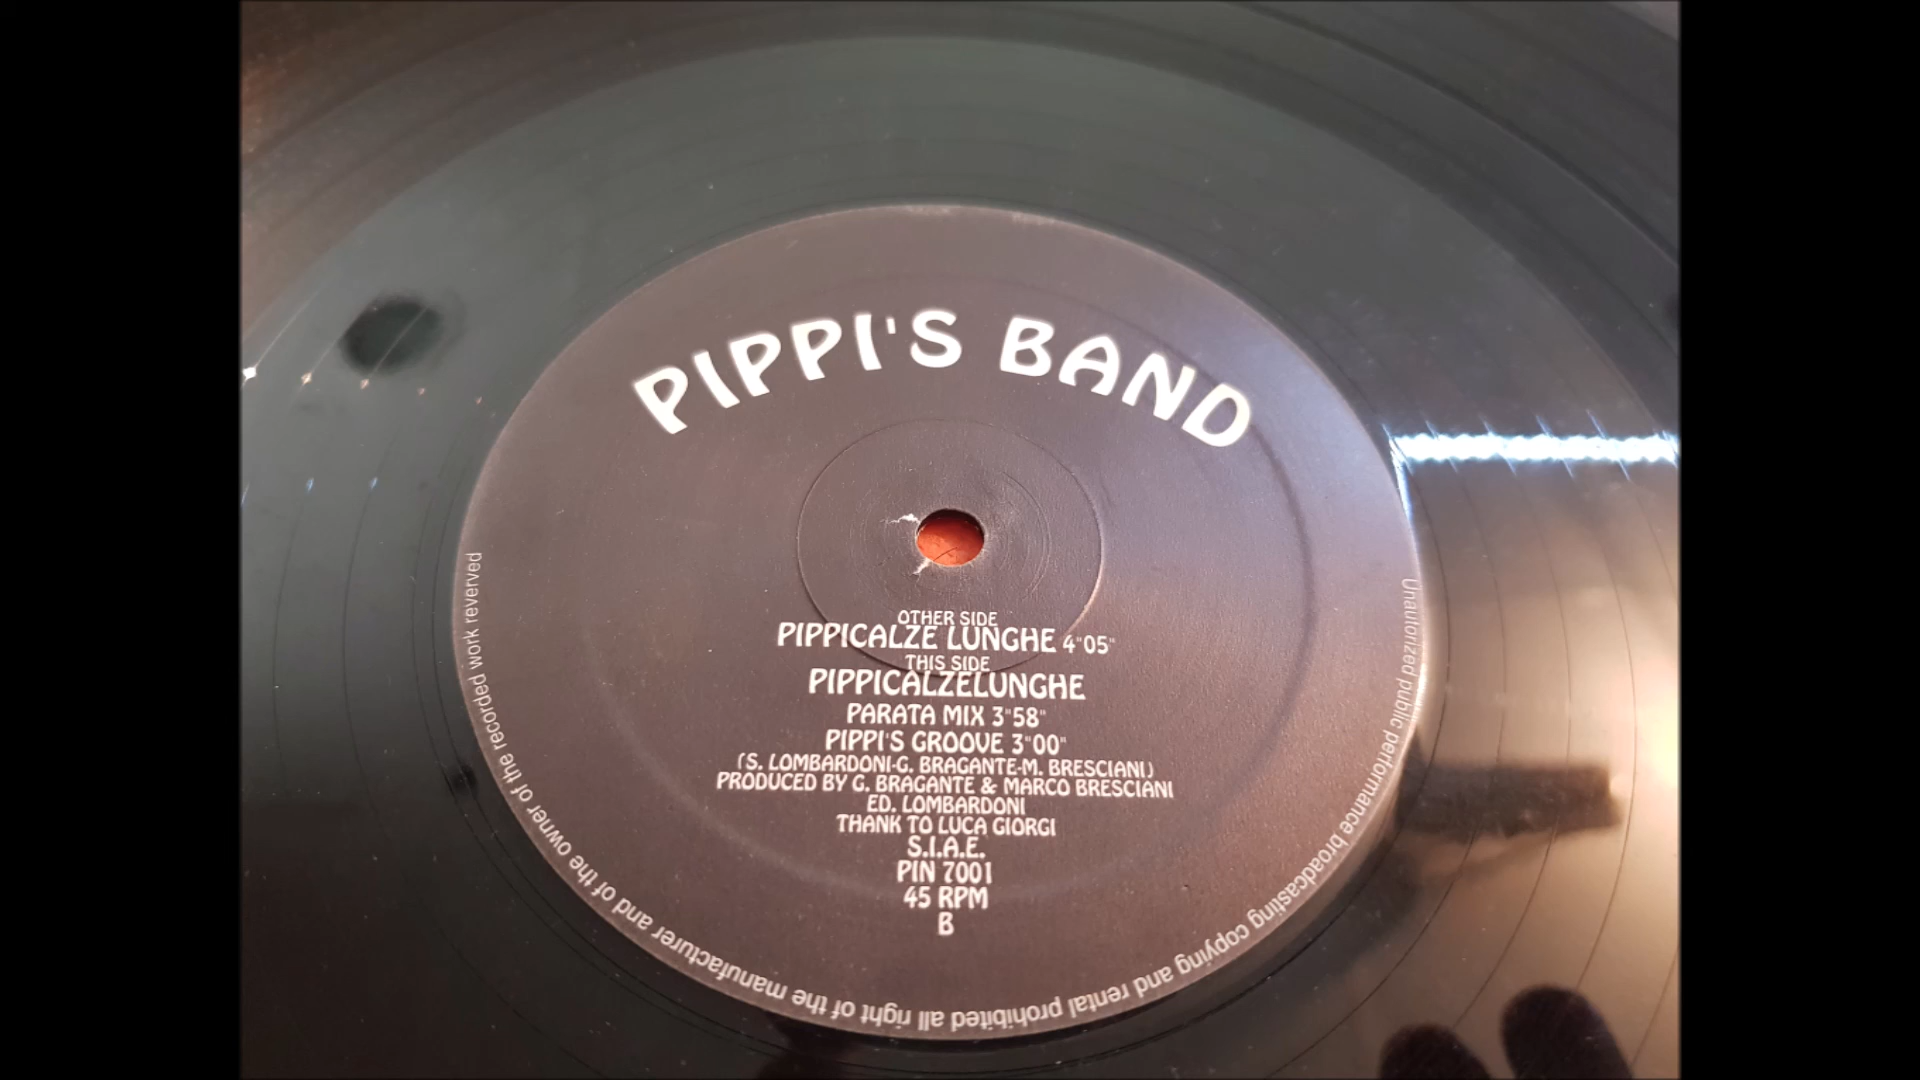 PIPPI'S BAND
OTHER SIDE
PIPPICALZE LUNGHE 4"05"
THIS SIDE
PIPPICALZELUNGHE
PARATA MIX 3"58"
PIPPI'S GROOVE 3"00"
(S. LOMBARDONI-G. BRAGANTE-M. BRESCIANI)
PRODUCED BY G. BRAGANTE & MARCO BRESCIANI
ED. LOMBARDONI
THANK TO LUCA GIORGI
S.I.A.E.
PIN 7001
45 RPM
B
Unautorized public performance broadcasting copying and rental prohibited all right of the manufacturer and of the owner of the recorded work reverved